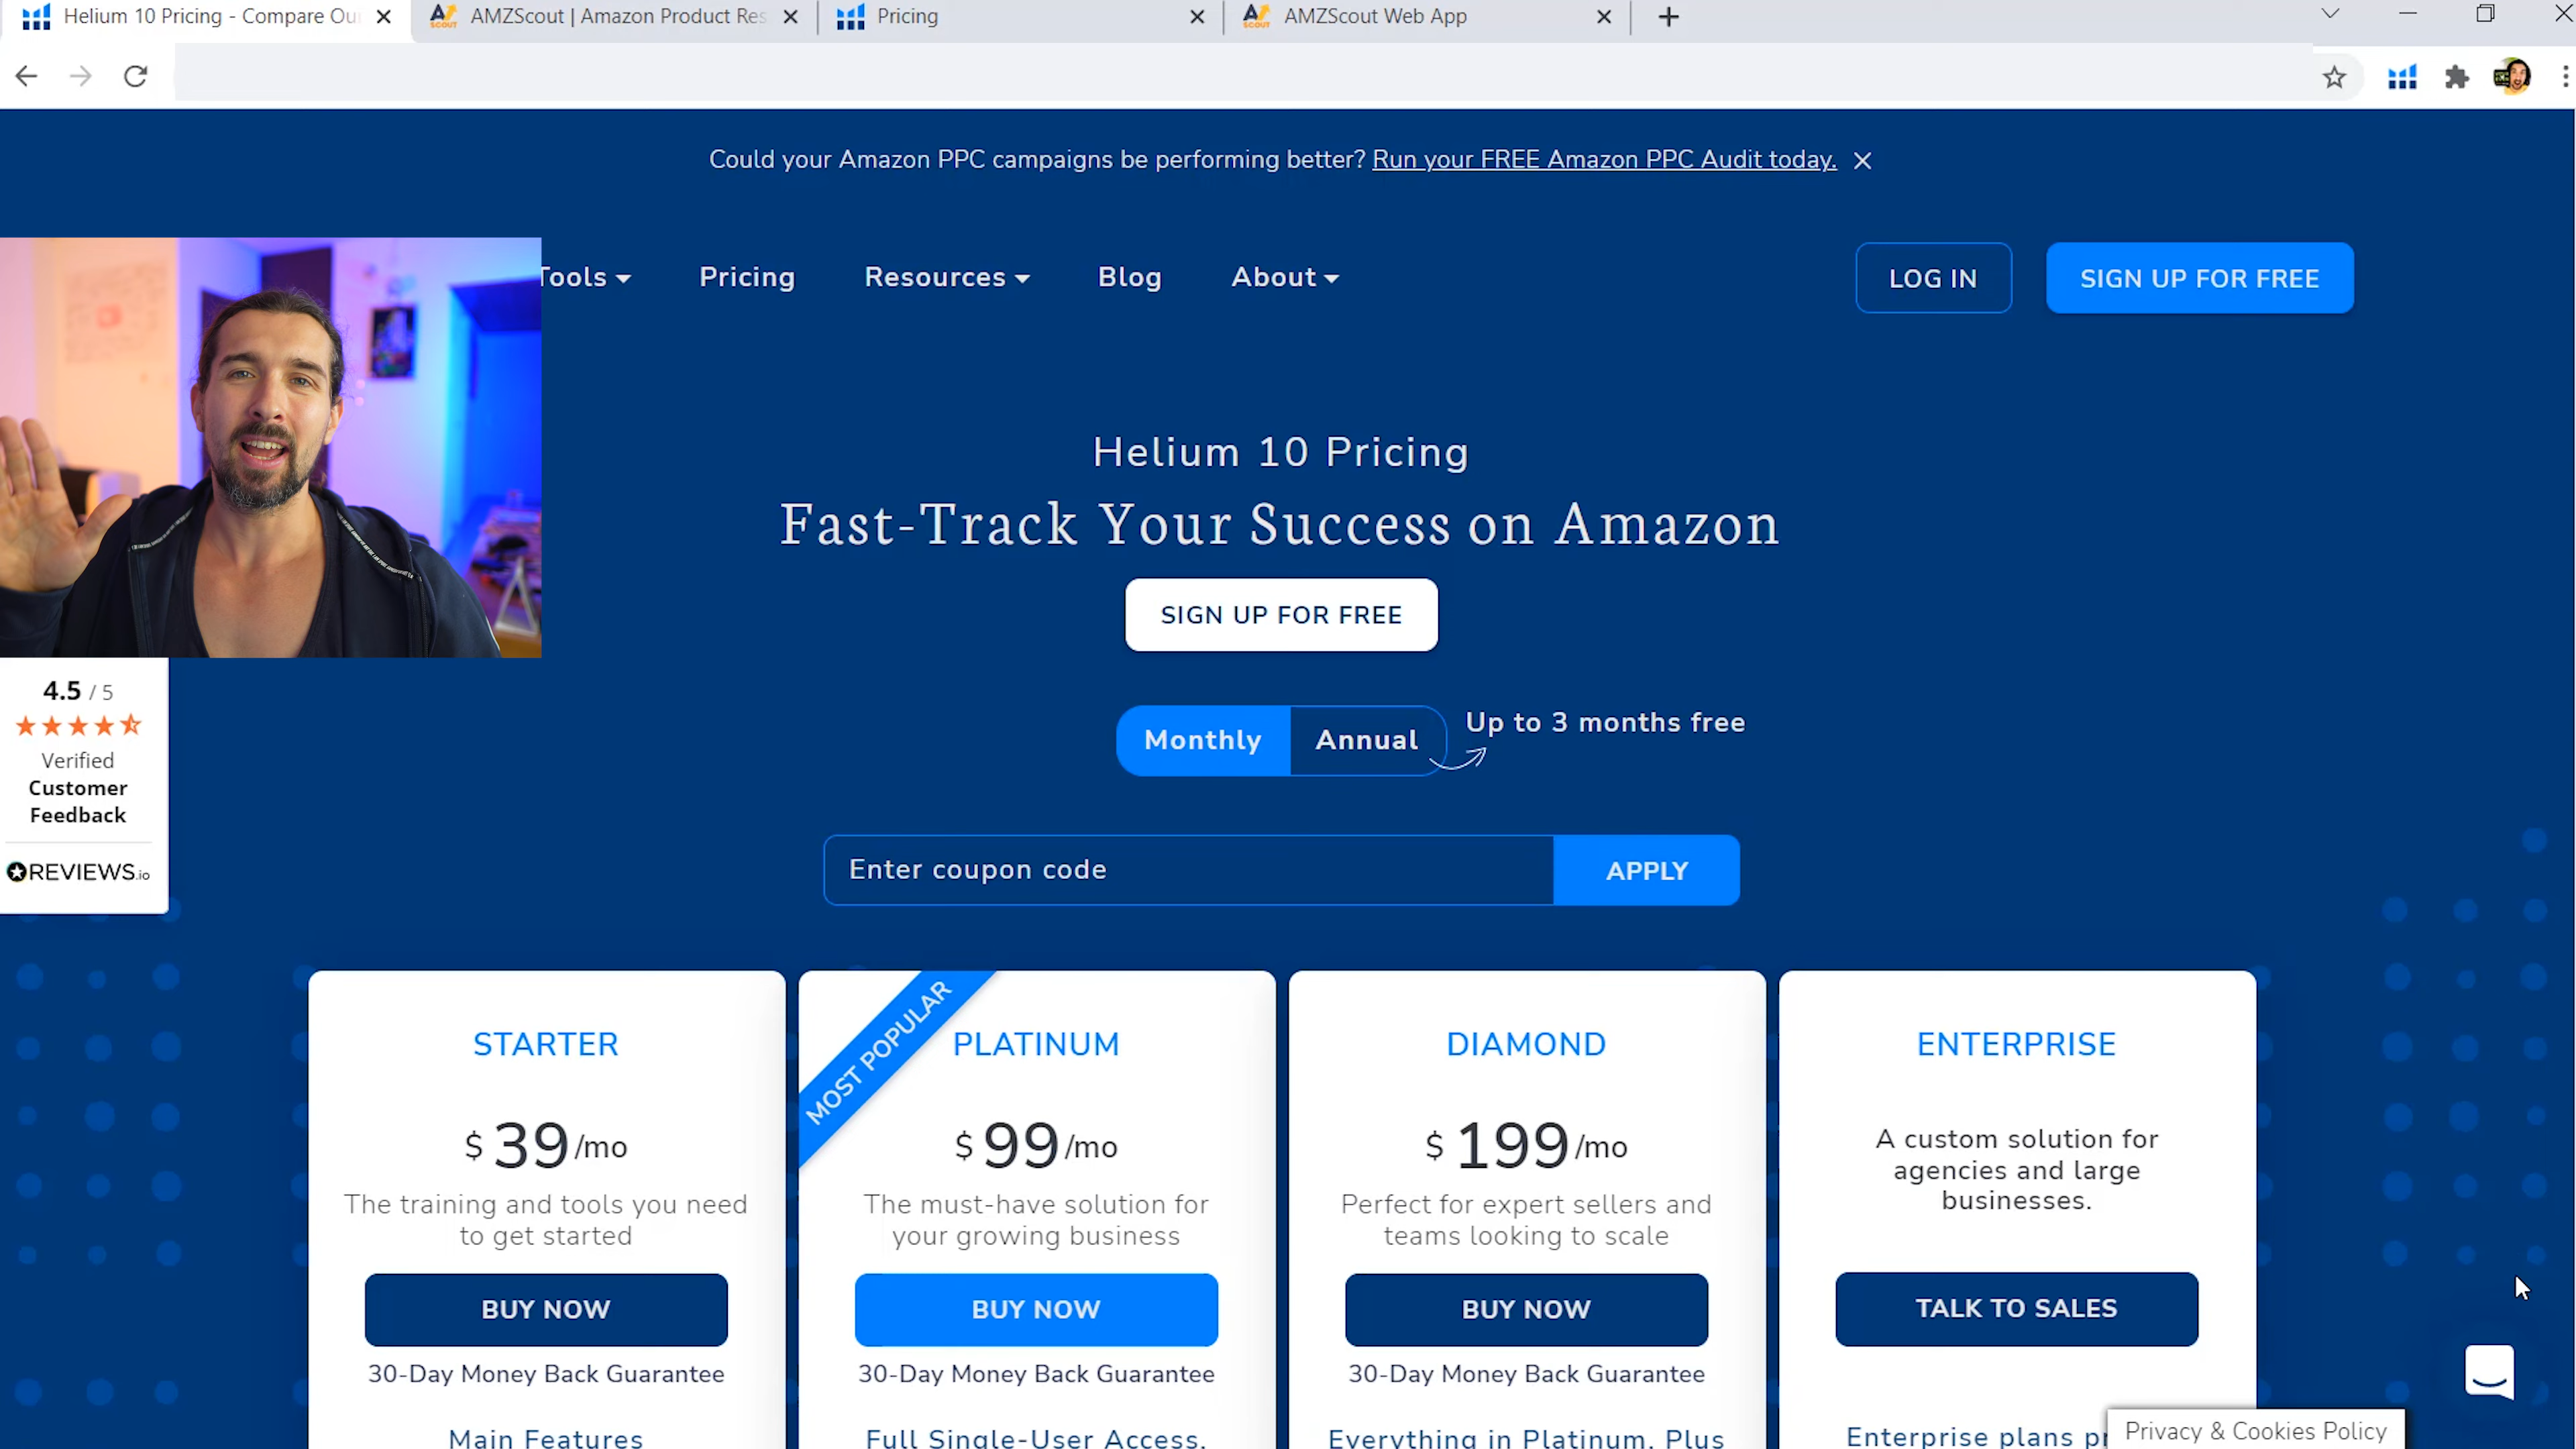 Helium 10 Pricing - Compare Ou
AMZScout | Amazon Product Res
Pricing
AMZScout Web App
Could your Amazon PPC campaigns be performing better? Run your FREE Amazon PPC Audit today.
Tools
Pricing
Resources
Blog
About
LOG IN
SIGN UP FOR FREE
Helium 10 Pricing
Fast-Track Your Success on Amazon
SIGN UP FOR FREE
Monthly
Annual
Up to 3 months free
4.5 / 5
Verified
Customer
Feedback
REVIEWS.io
Enter coupon code
APPLY
STARTER
$ 39 /mo
The training and tools you need
to get started
BUY NOW
30-Day Money Back Guarantee
Main Features
MOST POPULAR
PLATINUM
$ 99 /mo
The must-have solution for
your growing business
BUY NOW
30-Day Money Back Guarantee
Full Single-User Access.
DIAMOND
$ 199 /mo
Perfect for expert sellers and
teams looking to scale
BUY NOW
30-Day Money Back Guarantee
Everything in Platinum. Plus
ENTERPRISE
A custom solution for
agencies and large
businesses.
TALK TO SALES
Enterprise plans pr
Privacy & Cookies Policy